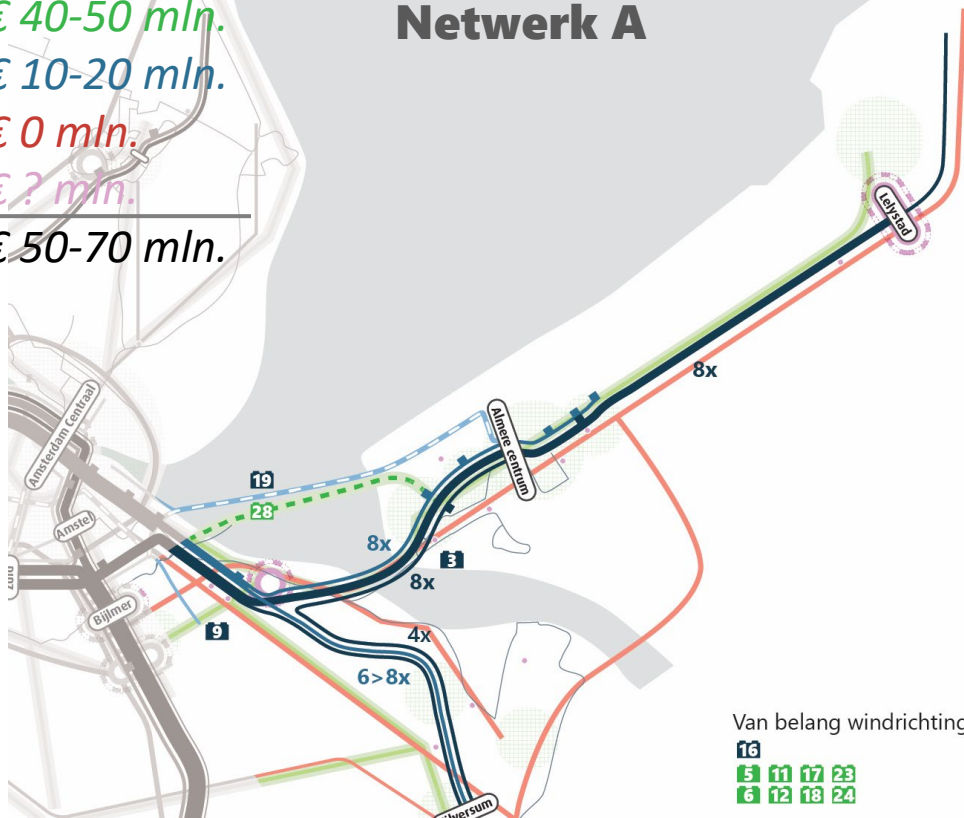 € 40-50 mln.
Netwerk A
€ 10-20 mln.
€ 0 mln.
€ ? mln.
€ 50-70 mln.
Lelystad
8x
Amsterdam Centraal
Almere centrum
19
28
Amstel
8x
3
8x
Zuid
Bijlmer
9
4x
6>8x
Van belang windrichting
16
5 11 17 23
6 12 18 24